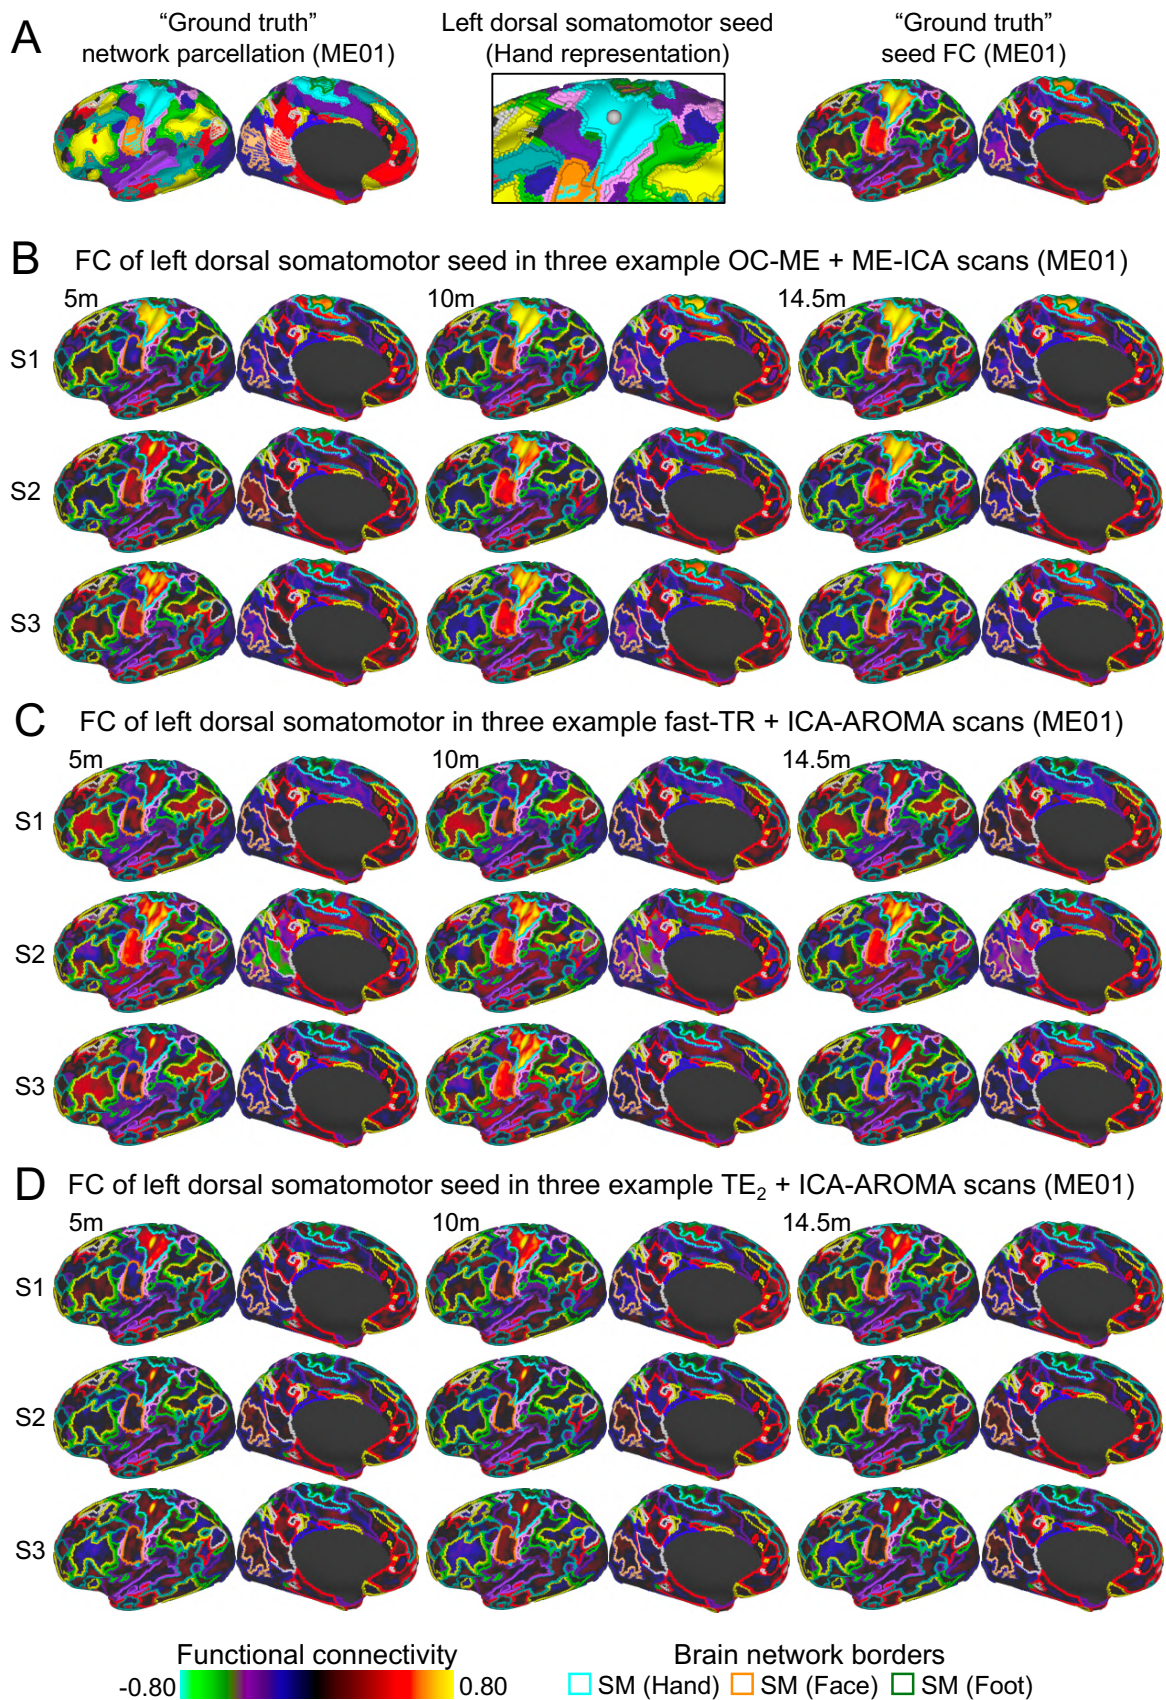 A
“Ground truth”
network parcellation (ME01)
Left dorsal somatomotor seed
(Hand representation)
“Ground truth”
seed FC (ME01)
B FC of left dorsal somatomotor seed in three example OC-ME + ME-ICA scans (ME01)
5m 10m 14.5m
S1
S2
S3
C FC of left dorsal somatomotor in three example fast-TR + ICA-AROMA scans (ME01)
5m 10m 14.5m
S1
S2
S3
D FC of left dorsal somatomotor seed in three example TE₂ + ICA-AROMA scans (ME01)
5m 10m 14.5m
S1
S2
S3
Functional connectivity
-0.80 0.80
Brain network borders
SM (Hand) SM (Face) SM (Foot)